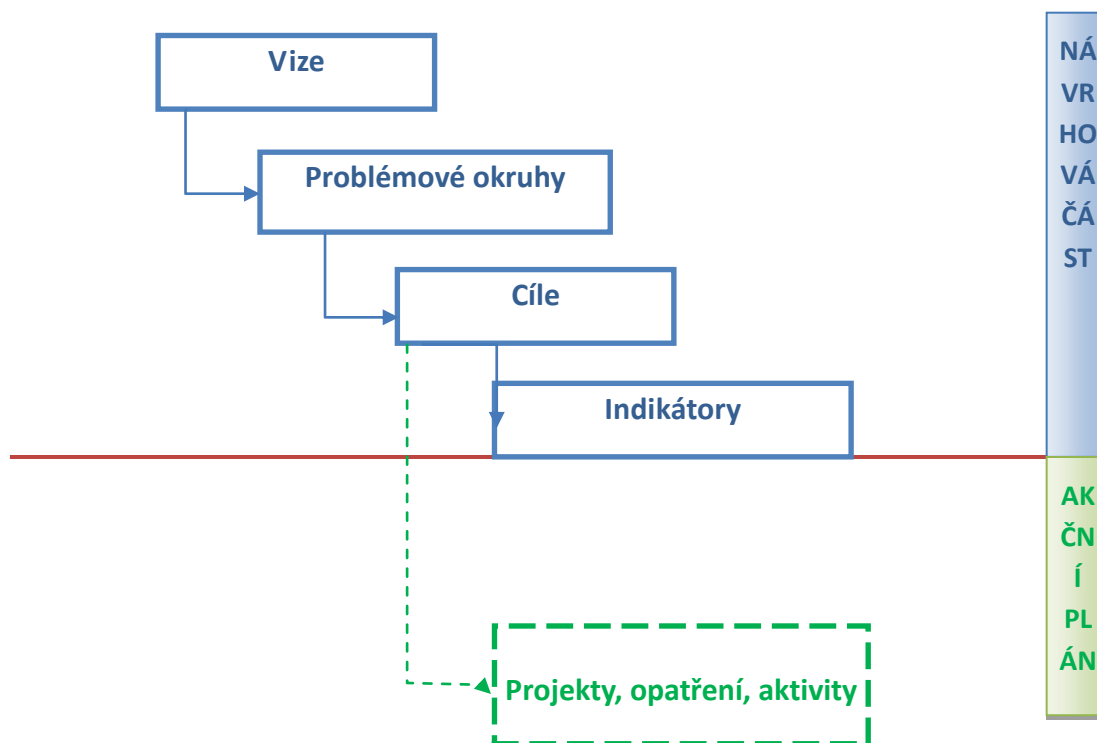 Vize
Problémové okruhy
Cíle
Indikátory
Projekty, opatření, aktivity
NÁ
VR
HO
VÁ
ČÁ
ST
AK
ČN
Í
PL
ÁN